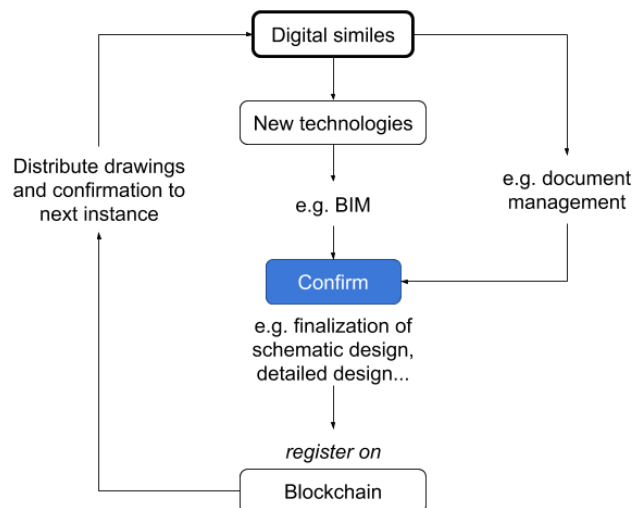 Digital similes
New technologies
Distribute drawings
and confirmation to
next instance
e.g. document
management
e.g. BIM
Confirm
e.g. finalization of
schematic design,
detailed design...
register on
Blockchain